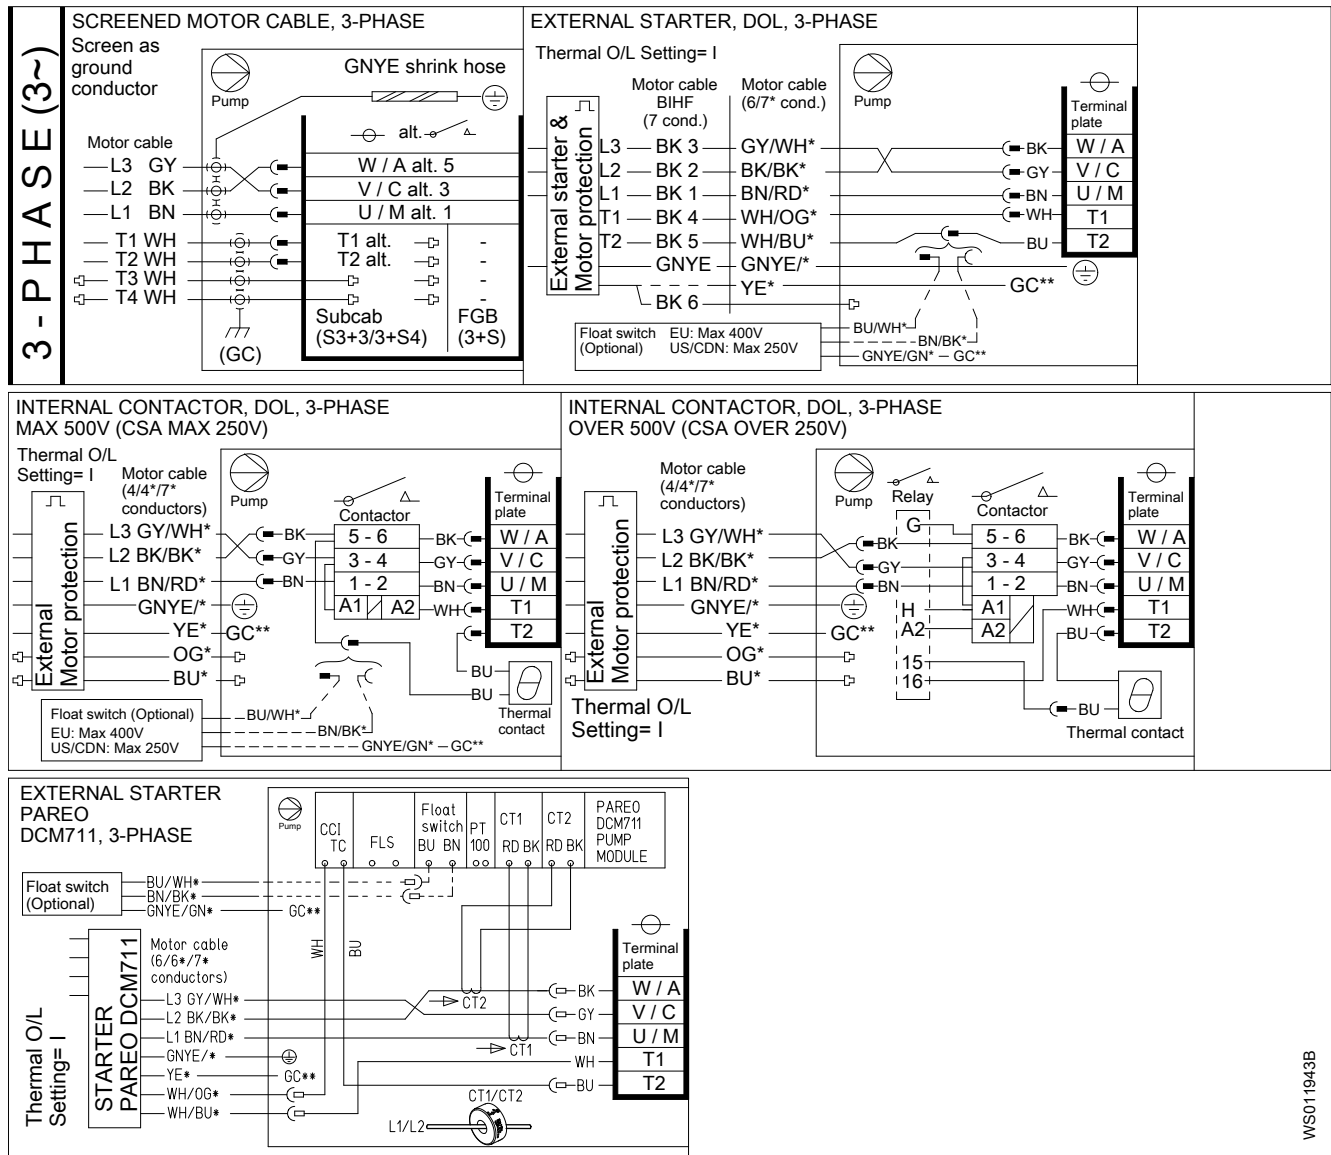 3 - P H A S E (3~)
SCREENED MOTOR CABLE, 3-PHASE
Screen as
ground
conductor
Pump
GNYE shrink hose
alt.
Motor cable
L3 GY
L2 BK
L1 BN
T1 WH
T2 WH
T3 WH
T4 WH
(GC)
W / A alt. 5
V / C alt. 3
U / M alt. 1
T1 alt. -
T2 alt. -
-
-
Subcab
(S3+3/3+S4)
FGB
(3+S)
EXTERNAL STARTER, DOL, 3-PHASE
Thermal O/L Setting= I
Motor cable
BIHF
(7 cond.)
Motor cable
(6/7* cond.)
Pump
External starter &
Motor protection
L3 BK 3 GY/WH*
L2 BK 2 BK/BK*
L1 BK 1 BN/RD*
T1 BK 4 WH/OG*
T2 BK 5 WH/BU*
GNYE GNYE/*
YE* GC**
BK 6
Terminal
plate
BK W / A
GY V / C
BN U / M
WH T1
BU T2
Float switch
(Optional)
EU: Max 400V
US/CDN: Max 250V
BU/WH*
BN/BK*
GNYE/GN* GC**
INTERNAL CONTACTOR, DOL, 3-PHASE
MAX 500V (CSA MAX 250V)
Thermal O/L
Setting= I
Motor cable
(4/4*/7*
conductors)
Pump
Contactor
Terminal
plate
External
Motor protection
L3 GY/WH* BK 5 - 6 BK W / A
L2 BK/BK* GY 3 - 4 GY V / C
L1 BN/RD* BN 1 - 2 BN U / M
GNYE/* A1 A2 WH T1
YE* GC** T2
OG*
BU*
BU
BU
Thermal
contact
Float switch (Optional)
EU: Max 400V
US/CDN: Max 250V
BU/WH*
BN/BK*
GNYE/GN* GC**
INTERNAL CONTACTOR, DOL, 3-PHASE
OVER 500V (CSA OVER 250V)
Motor cable
(4/4*/7*
conductors)
Pump
Relay
Contactor
Terminal
plate
External
Motor protection
L3 GY/WH* BK G 5 - 6 BK W / A
L2 BK/BK* GY 3 - 4 GY V / C
L1 BN/RD* BN 1 - 2 BN U / M
GNYE/* H A1 WH T1
YE* GC** A2 A2 BU T2
OG* 15
BU* 16
BU
Thermal contact
Thermal O/L
Setting= I
EXTERNAL STARTER
PAREO
DCM711, 3-PHASE
Pump
CCI
TC
FLS
Float
switch
BU BN
PT
100
CT1
RD BK
CT2
RD BK
PAREO
DCM711
PUMP
MODULE
Float switch
(Optional)
BU/WH*
BN/BK*
GNYE/GN* GC**
WH
BU
Thermal O/L
Setting= I
STARTER
PAREO DCM711
Motor cable
(6/6*/7*
conductors)
L3 GY/WH*
L2 BK/BK*
L1 BN/RD*
GNYE/*
YE* GC**
WH/OG*
WH/BU*
CT2
CT1
Terminal
plate
BK W / A
GY V / C
BN U / M
WH T1
BU T2
CT1/CT2
L1/L2
WS011943B